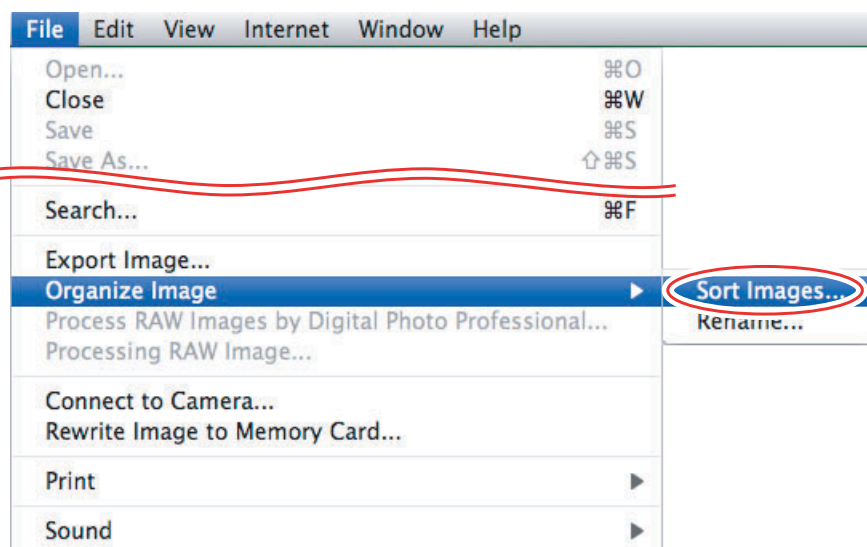 File Edit View Internet Window Help
Open... ⌘O
Close ⌘W
Save ⌘S
Save As... ⇧⌘S
Search... ⌘F
Export Image...
Organize Image ▶ Sort Images...
Process RAW Images by Digital Photo Professional... Rename...
Processing RAW Image...
Connect to Camera...
Rewrite Image to Memory Card...
Print ▶
Sound ▶